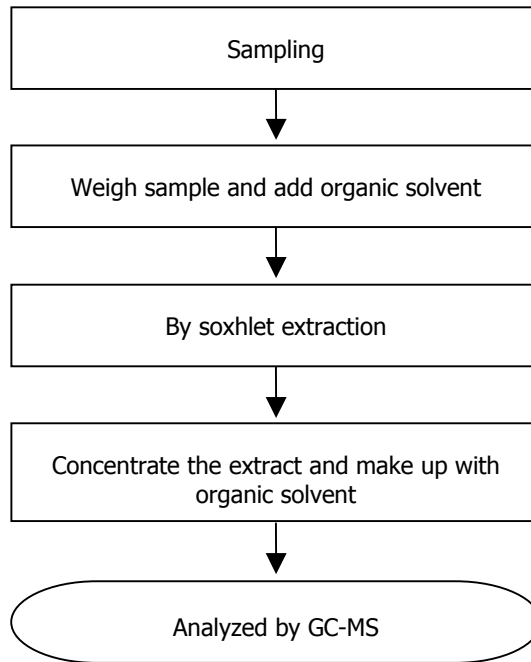 Sampling
Weigh sample and add organic solvent
By soxhlet extraction
Concentrate the extract and make up with
organic solvent
Analyzed by GC-MS